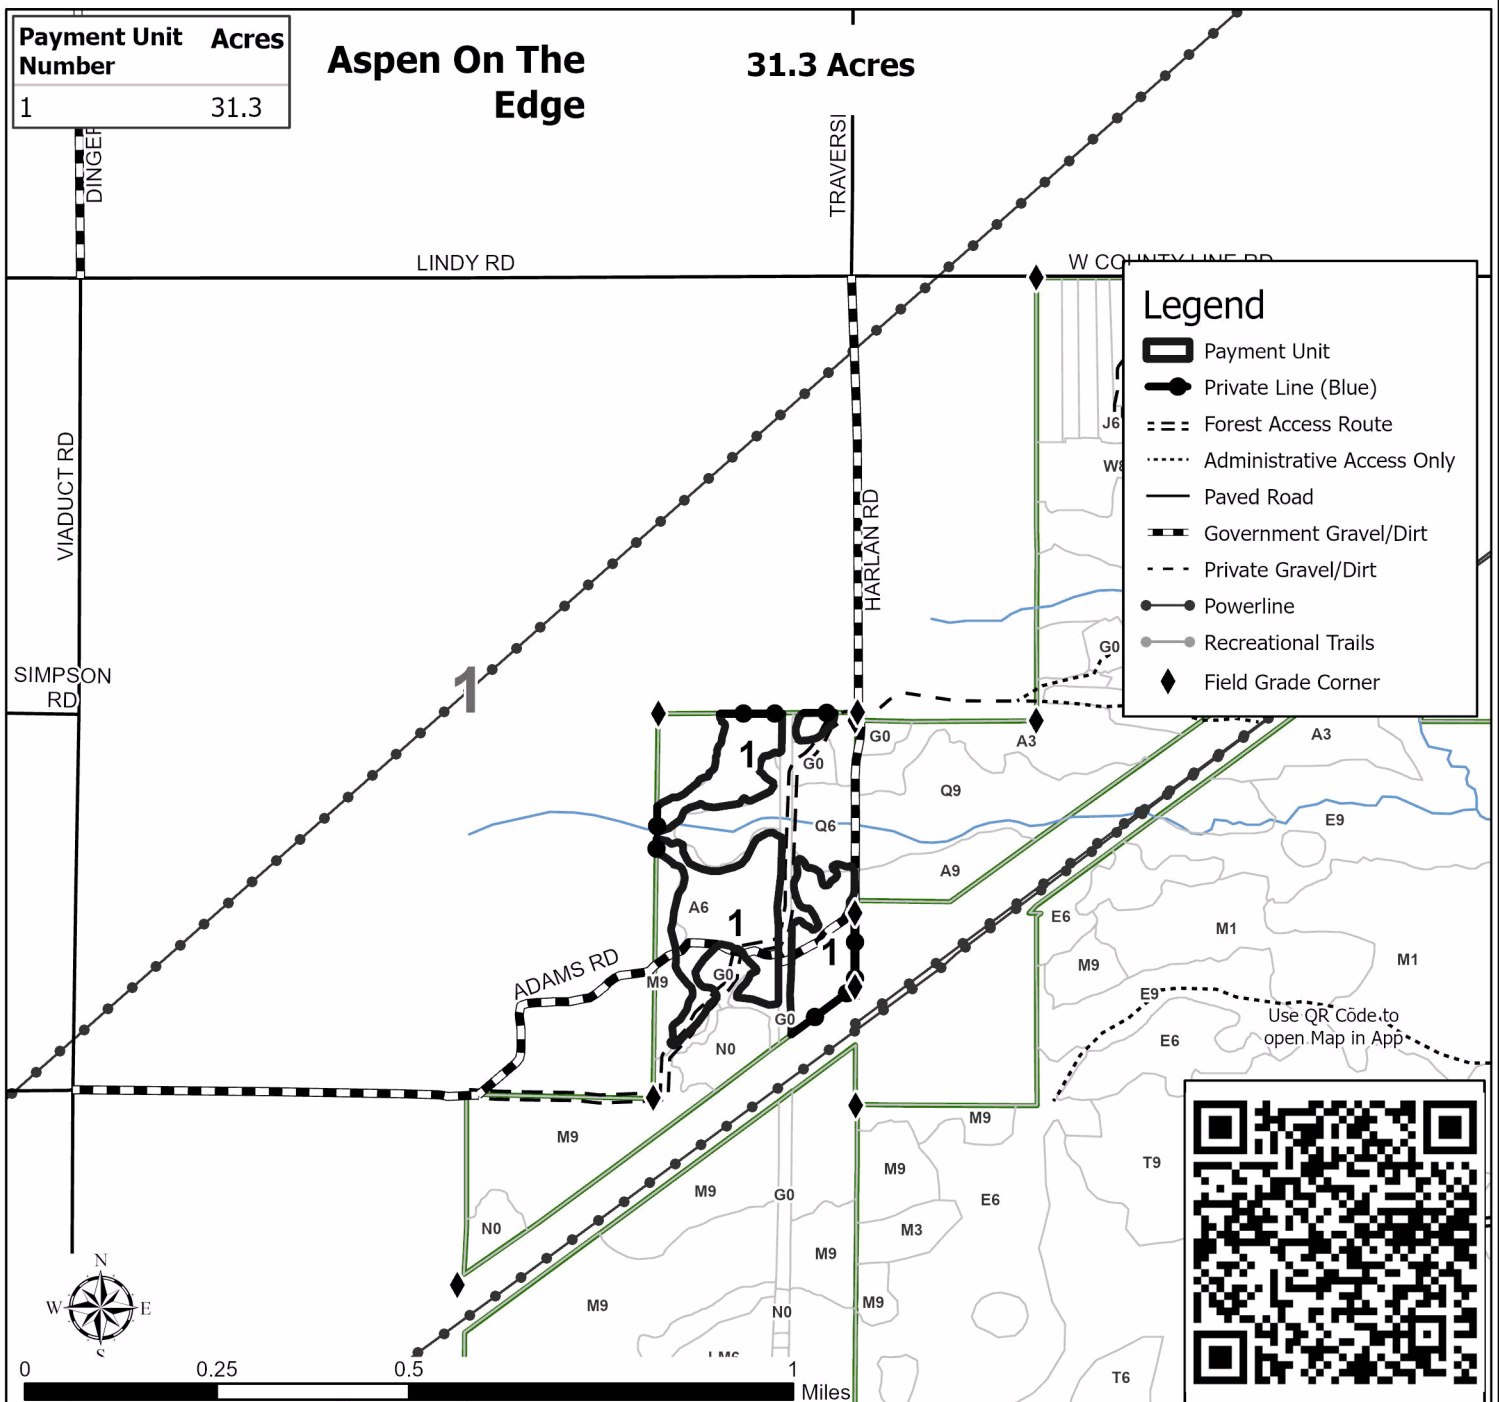 Payment Unit Number Acres
1 31.3
Aspen On The
Edge
31.3 Acres
DINGER
TRAVERSI
LINDY RD
W COUNTY LINE RD
Legend
Payment Unit
Private Line (Blue)
Forest Access Route
Administrative Access Only
Paved Road
Government Gravel/Dirt
Private Gravel/Dirt
Powerline
Recreational Trails
Field Grade Corner
J6
VIADUCT RD
HARLAN RD
G0
SIMPSON
RD
1
G0
A3
A3
1
G0
Q9
Q6
E9
A9
A6
1
E6
M1
1
M9
M1
ADAMS RD
M9
G0
E9
G0
Use QR Code to
open Map in App
E6
N0
M9
M9
T9
M9
M9
G0
E6
N0
M3
M9
M9
M9
N0
T6
N
W E
S
0 0.25 0.5 1
Miles